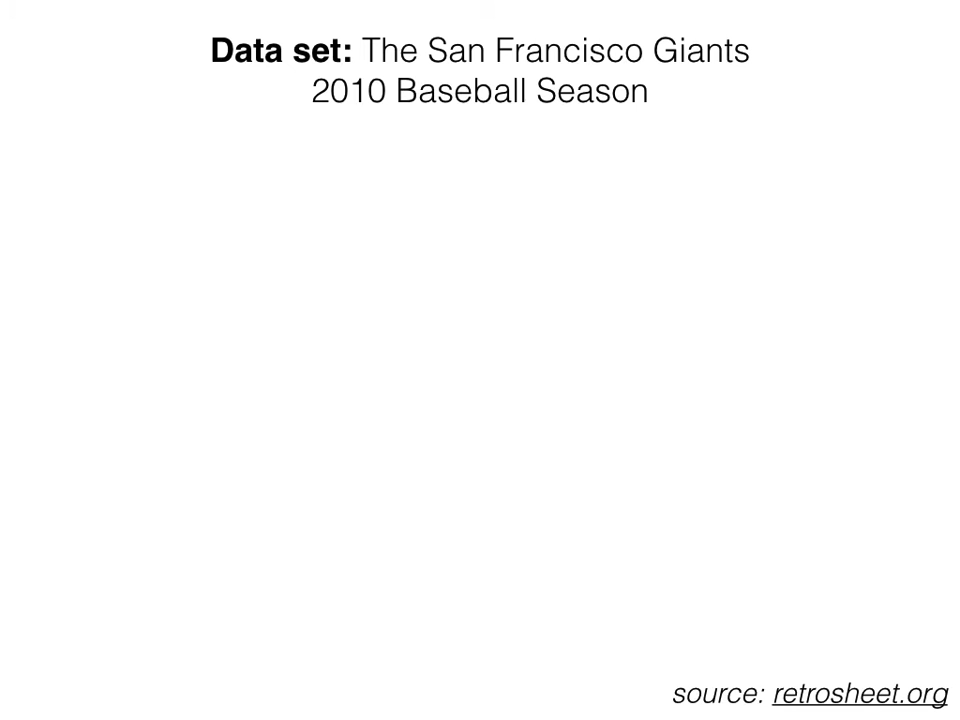 Data set: The San Francisco Giants
2010 Baseball Season
source: retrosheet.org